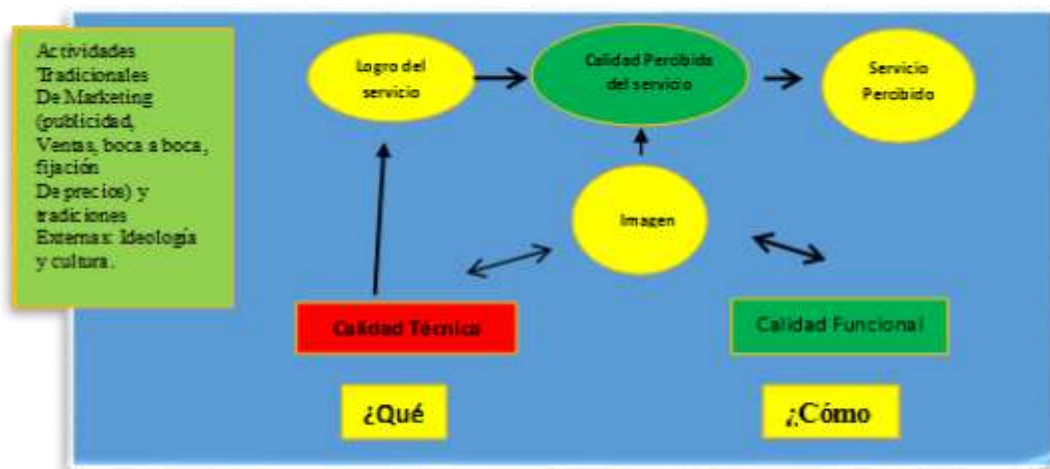 Actividades
Tradicionales
De Marketing
(publicidad,
Ventas, boca a boca,
fijación
De precios) y
tradiciones
Externas: Ideología
y cultura.
Logro del
servicio
Calidad Percibida
del servicio
Servicio
Percibido
Imagen
Calidad Técnica
Calidad Funcional
¿Qué
¿Cómo